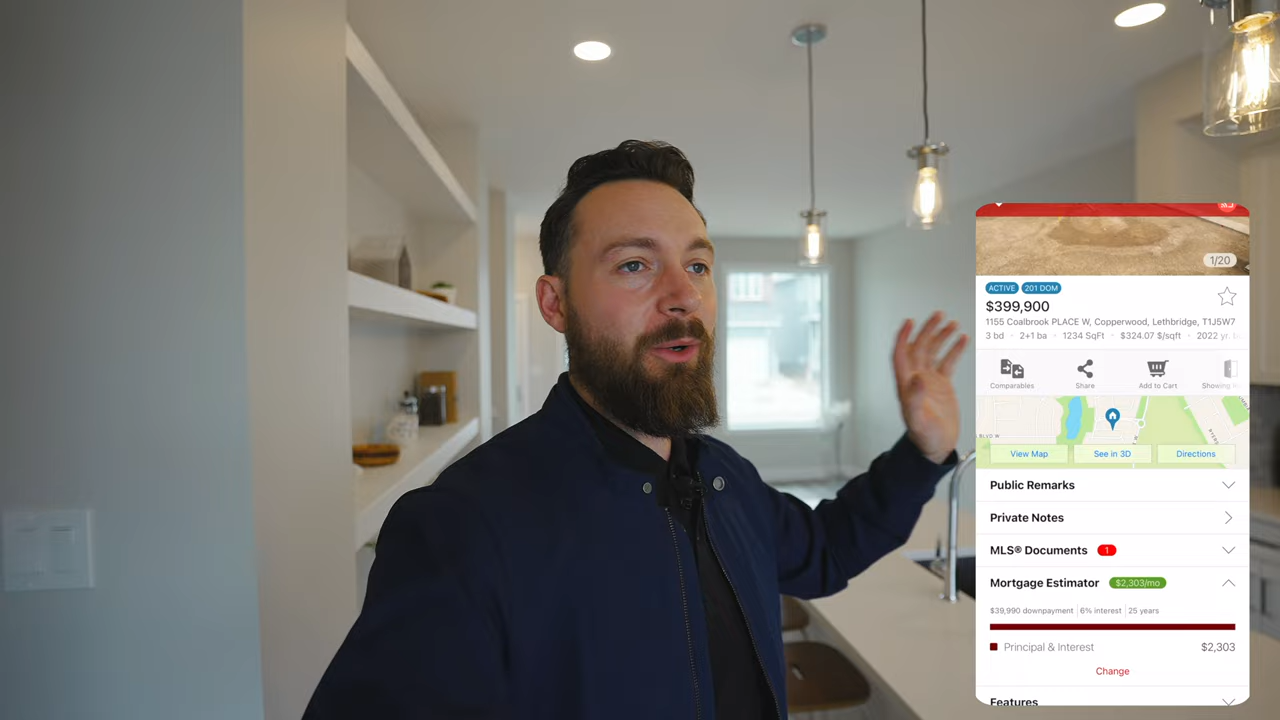 1/20
ACTIVE 201 DOM
$399,900
1155 Coalbrook PLACE W, Copperwood, Lethbridge, T1J5W7
3 bd · 2+1 ba · 1234 SqFt · $324.07 $/sqft · 2022 yr.
Comparables Share Add to Cart Showing
BLVD W
View Map See in 3D Directions
Public Remarks
Private Notes
MLS® Documents 1
Mortgage Estimator $2,303/mo
$39,990 downpayment 6% interest 25 years
Principal & Interest $2,303
Change
Features